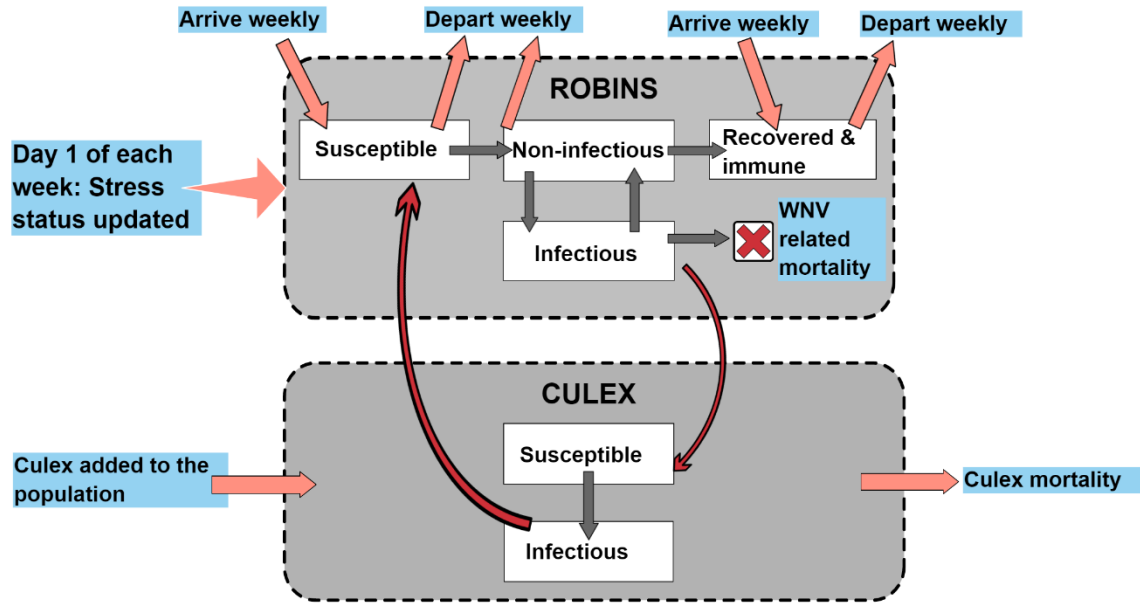 Arrive weekly
Depart weekly
Arrive weekly
Depart weekly
ROBINS
Day 1 of each
week: Stress
status updated
Susceptible
Non-infectious
Recovered &
immune
Infectious
WNV
related
mortality
CULEX
Culex added to the
population
Susceptible
Infectious
Culex mortality